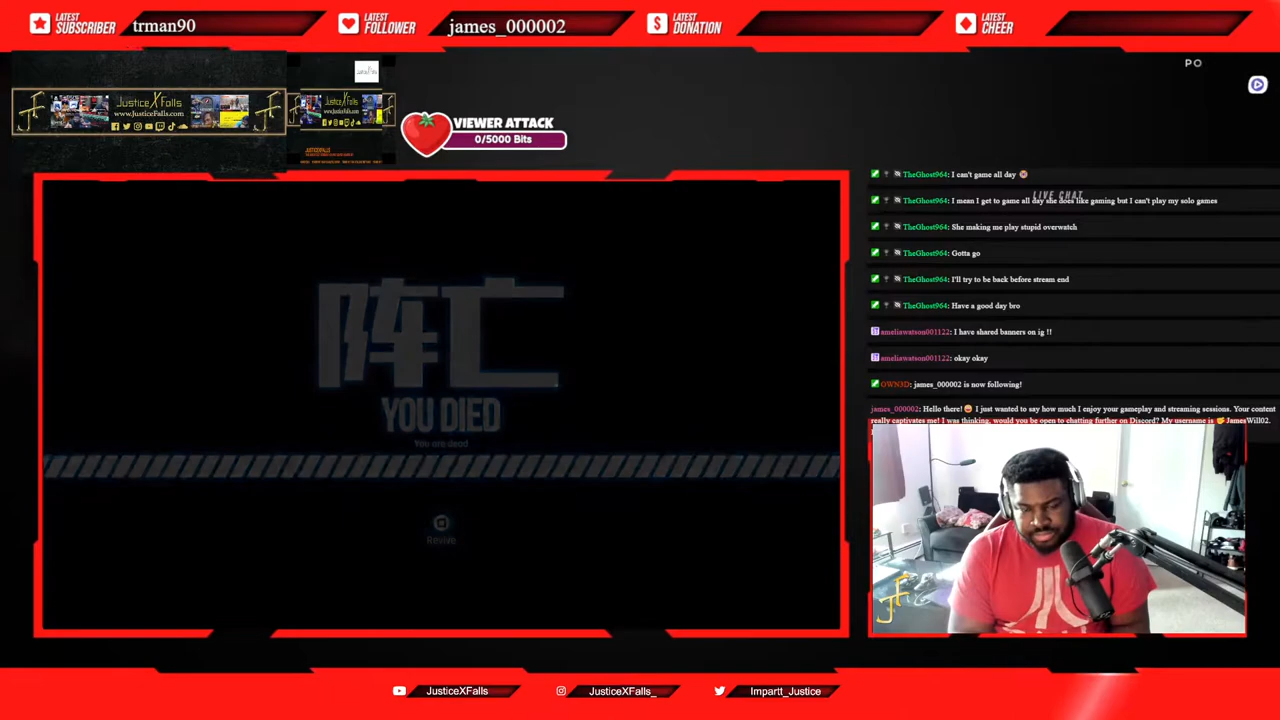 LATEST SUBSCRIBER
trman90
LATEST FOLLOWER
james_000002
LATEST DONATION
LATEST CHEER
PO
JusticeXFalls
www.JusticeFalls.com
VIEWER ATTACK
0/5000 Bits
LIVE CHAT
TheGhost964: I can't game all day
TheGhost964: I mean I get to game all day she does like gaming but I can't play my solo games
TheGhost964: She making me play stupid overwatch
TheGhost964: Gotta go
TheGhost964: I'll try to be back before stream end
TheGhost964: Have a good day bro
ameliawatson001122: I have shared banners on ig !!
ameliawatson001122: okay okay
OWN3D: james_000002 is now following!
james_000002: Hello there! I just wanted to say how much I enjoy your gameplay and streaming sessions. Your content
really captivates me! I was thinking, would you be open to chatting further on Discord? My username is JamesWill02.
阵亡
YOU DIED
You are dead
Revive
JF
JusticeXFalls
JusticeXFalls_
Impartt_Justice